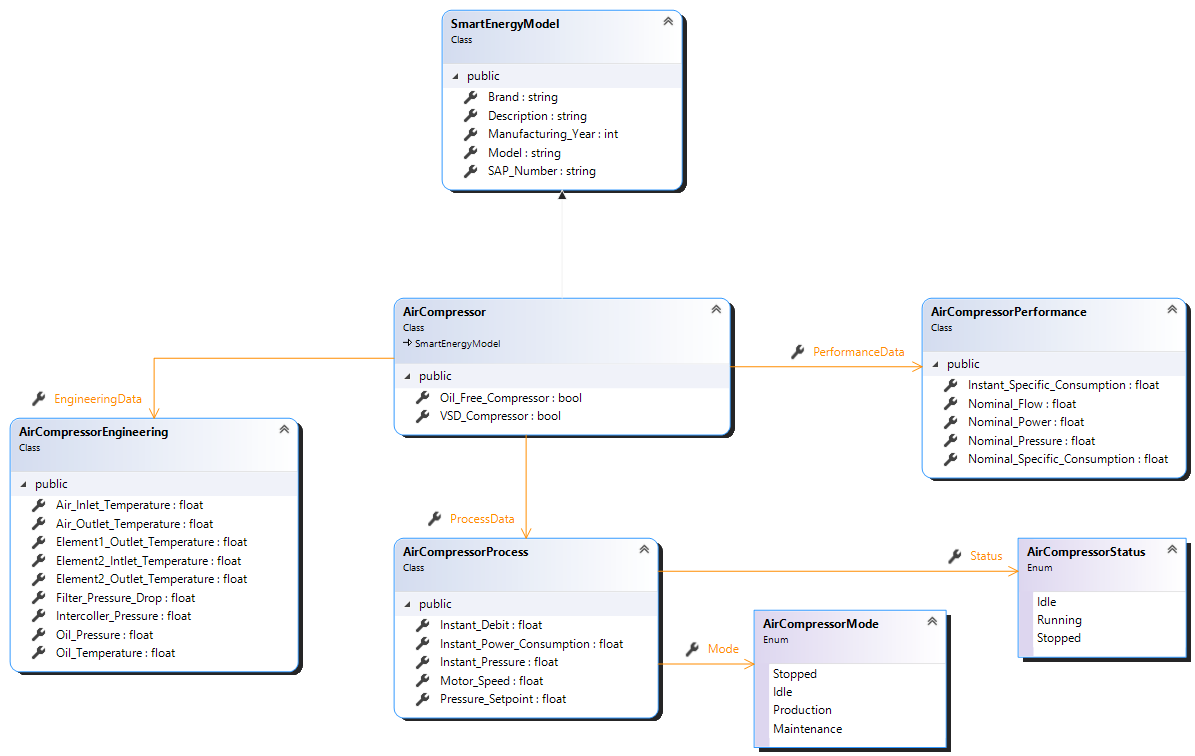 SmartEnergyModel
Class
public
Brand : string
Description : string
Manufacturing_Year : int
Model : string
SAP_Number : string
AirCompressor
Class
SmartEnergyModel
public
Oil_Free_Compressor : bool
VSD_Compressor : bool
PerformanceData
AirCompressorPerformance
Class
public
Instant_Specific_Consumption : float
Nominal_Flow : float
Nominal_Power : float
Nominal_Pressure : float
Nominal_Specific_Consumption : float
EngineeringData
AirCompressorEngineering
Class
public
Air_Inlet_Temperature : float
Air_Outlet_Temperature : float
Element1_Outlet_Temperature : float
Element2_Intlet_Temperature : float
Element2_Outlet_Temperature : float
Filter_Pressure_Drop : float
Intercoller_Pressure : float
Oil_Pressure : float
Oil_Temperature : float
ProcessData
AirCompressorProcess
Class
public
Instant_Debit : float
Instant_Power_Consumption : float
Instant_Pressure : float
Motor_Speed : float
Pressure_Setpoint : float
Mode
AirCompressorMode
Enum
Stopped
Idle
Production
Maintenance
Status
AirCompressorStatus
Enum
Idle
Running
Stopped